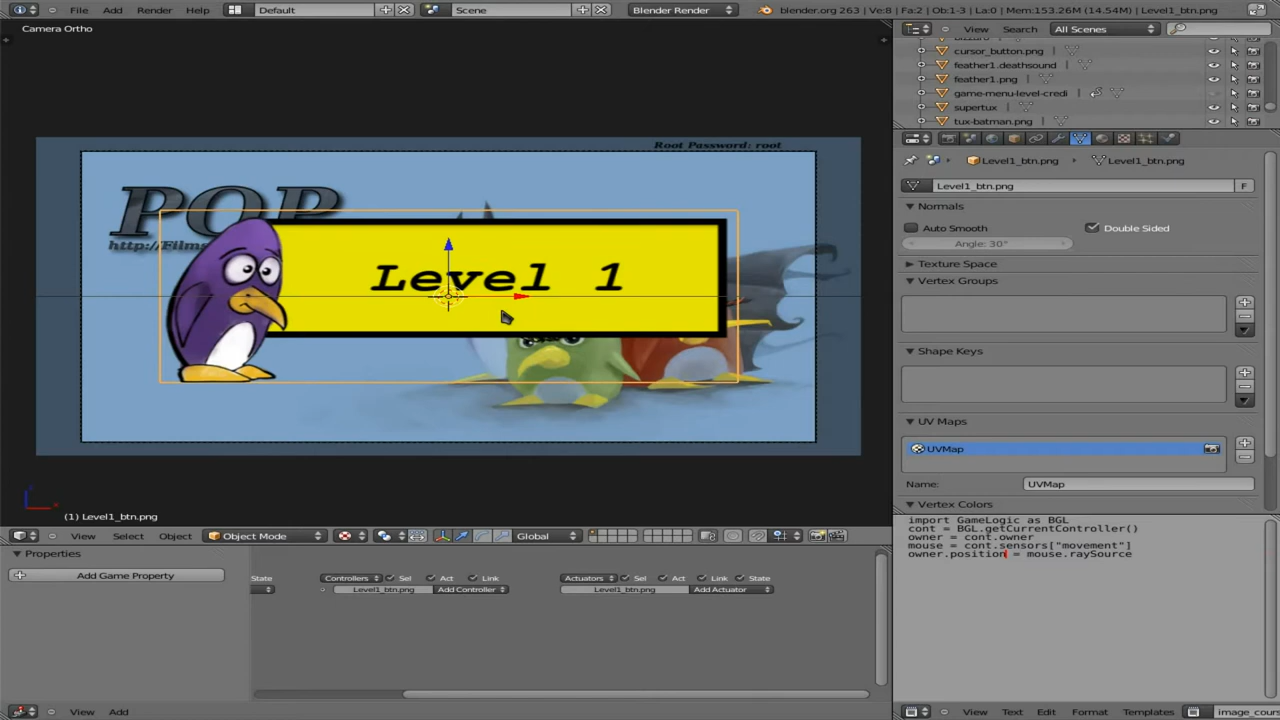 File Add Render Help Default Scene Blender Render blender.org 263 | Ve:8 | Fa:2 | Ob:1-3 | La:0 | Mem:153.26M (14.54M) | Level1_btn.png
Camera Ortho
View Search All Scenes
cursor_button.png
feather1.deathsound
feather1.png
game-menu-level-credi
supertux
tux-batman.png
Root Password: root
POP
http://Films
Level 1
Level1_btn.png Level1_btn.png
Level1_btn.png F
Normals
Auto Smooth Double Sided
Angle: 30°
Texture Space
Vertex Groups
Shape Keys
UV Maps
UVMap
Name: UVMap
Vertex Colors
(1) Level1_btn.png
View Select Object Object Mode Global
import GameLogic as BGL
cont = BGL.getCurrentController()
owner = cont.owner
mouse = cont.sensors["movement"]
owner.position = mouse.raySource
Properties
Add Game Property
State Controllers Sel Act Link Actuators Sel Act Link State
Level1_btn.png Add Controller Level1_btn.png Add Actuator
View Add
View Text Edit Format Templates image_cours